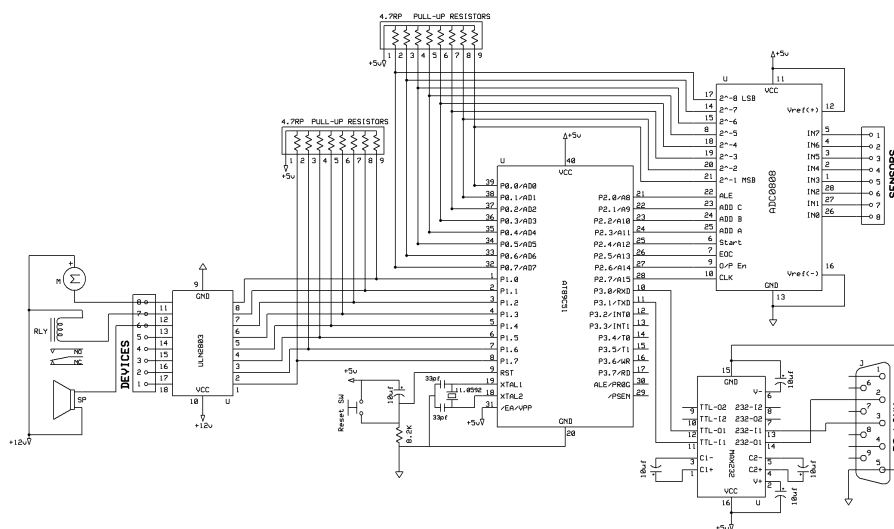 4.7RP PULL-UP RESISTORS
1 2 3 4 5 6 7 8 9
+5v
4.7RP PULL-UP RESISTORS
1 2 3 4 5 6 7 8 9
+5v
U
+5v
40
VCC
39 P0.0/AD0
38 P0.1/AD1
37 P0.2/AD2
36 P0.3/AD3
35 P0.4/AD4
34 P0.5/AD5
33 P0.6/AD6
32 P0.7/AD7
1 P1.0
2 P1.1
3 P1.2
4 P1.3
5 P1.4
6 P1.5
7 P1.6
8 P1.7
9 RST
19 XTAL1
18 XTAL2
31 /EA/VPP
+5v
AT89C51
P2.0/A8 21
P2.1/A9 22
P2.2/A10 23
P2.3/A11 24
P2.4/A12 25
P2.5/A13 26
P2.6/A14 27
P2.7/A15 28
P3.0/RXD 10
P3.1/TXD 11
P3.2/INT0 12
P3.3/INT1 13
P3.4/T0 14
P3.5/T1 15
P3.6/WR 16
P3.7/RD 17
ALE/PROG 30
/PSEN 29
GND
20
U
+5v
11
VCC
17 2^-8 LSB
14 2^-7
15 2^-6
8 2^-5
18 2^-4
19 2^-3
20 2^-2
21 2^-1 MSB
22 ALE
23 ADD C
24 ADD B
25 ADD A
6 Start
7 EOC
9 O/P En
10 CLK
ADC0808
Vref(+) 12
IN7 5
IN6 4
IN5 3
IN4 2
IN3 1
IN2 28
IN1 27
IN0 26
Vref(-) 16
GND
13
1
2
3
4
5
6
7
8
SENSORS
M
RLY
NO
NC
SP
+12v
DEVICES
8
7
6
5
4
3
2
1
9
GND
11
12
13
14
15
16
17
18
8
7
6
5
4
3
2
1
ULN2803
VCC
10
U
+12v
+5v
Reset SW
10uf
8.2K
33pf
11.0592
33pf
15
GND
V- 6
10uf
9 TTL-O2 232-I2 8
10 TTL-I2 232-O2 7
12 TTL-O1 232-I1 13
11 TTL-I1 232-O1 14
3 C1- C2- 5
1 C1+ C2+ 4
V+ 2
MAX232
10uf
10uf
10uf
VCC
16
U
+5v
J
1
6
2
7
3
8
4
9
5